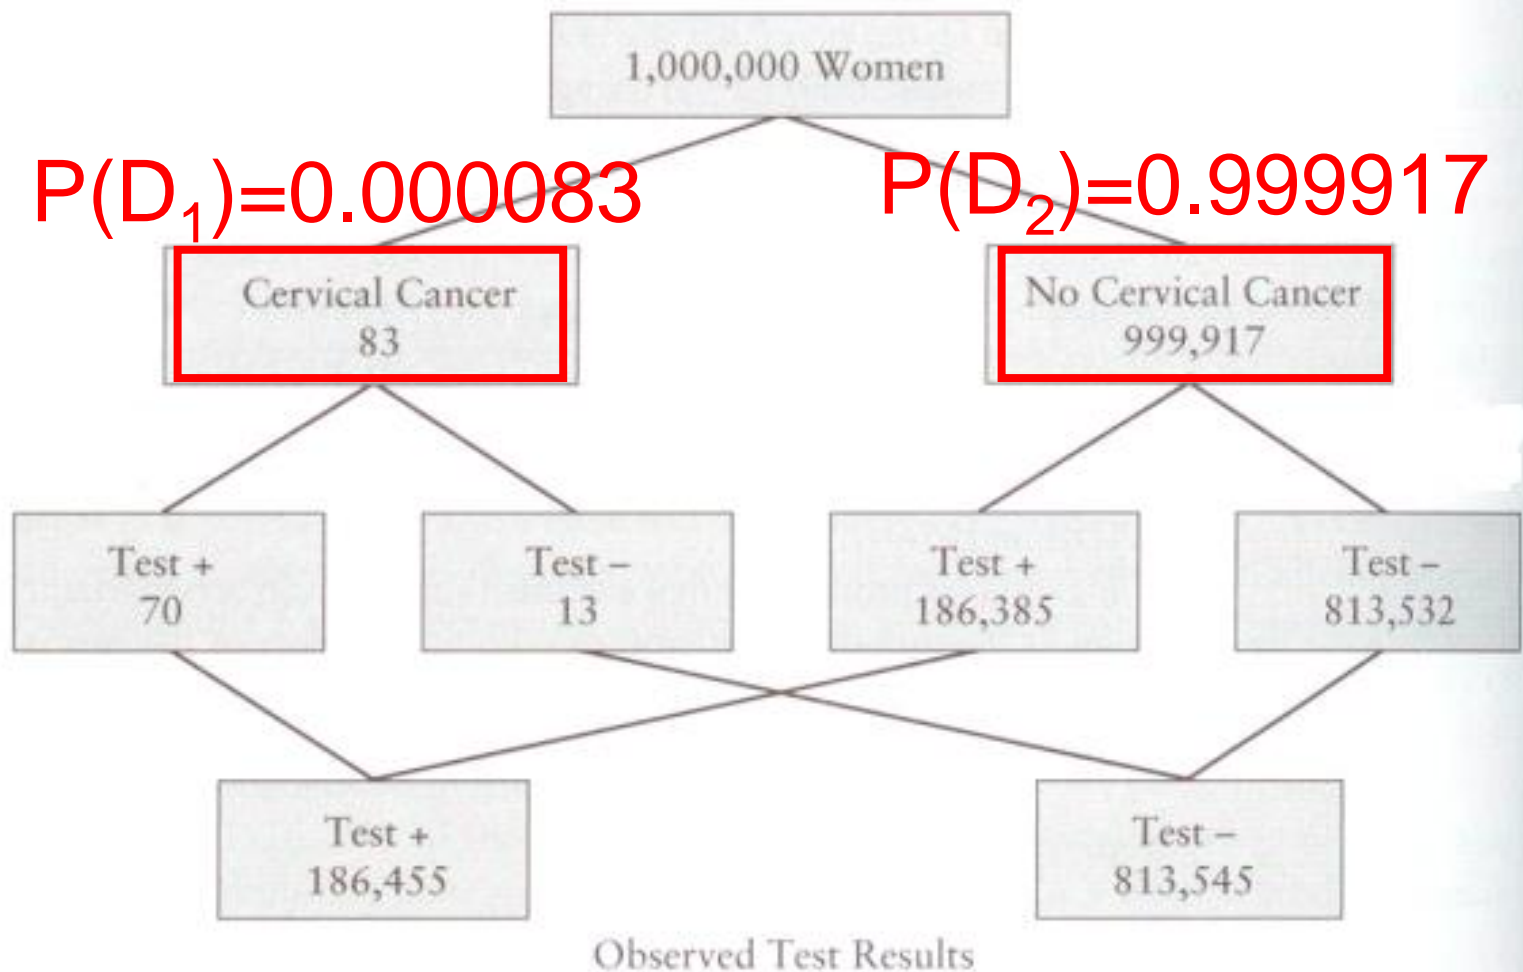 1,000,000 Women
P(D₁)=0.000083
P(D₂)=0.999917
Cervical Cancer
83
No Cervical Cancer
999,917
Test +
70
Test –
13
Test +
186,385
Test –
813,532
Test +
186,455
Test –
813,545
Observed Test Results